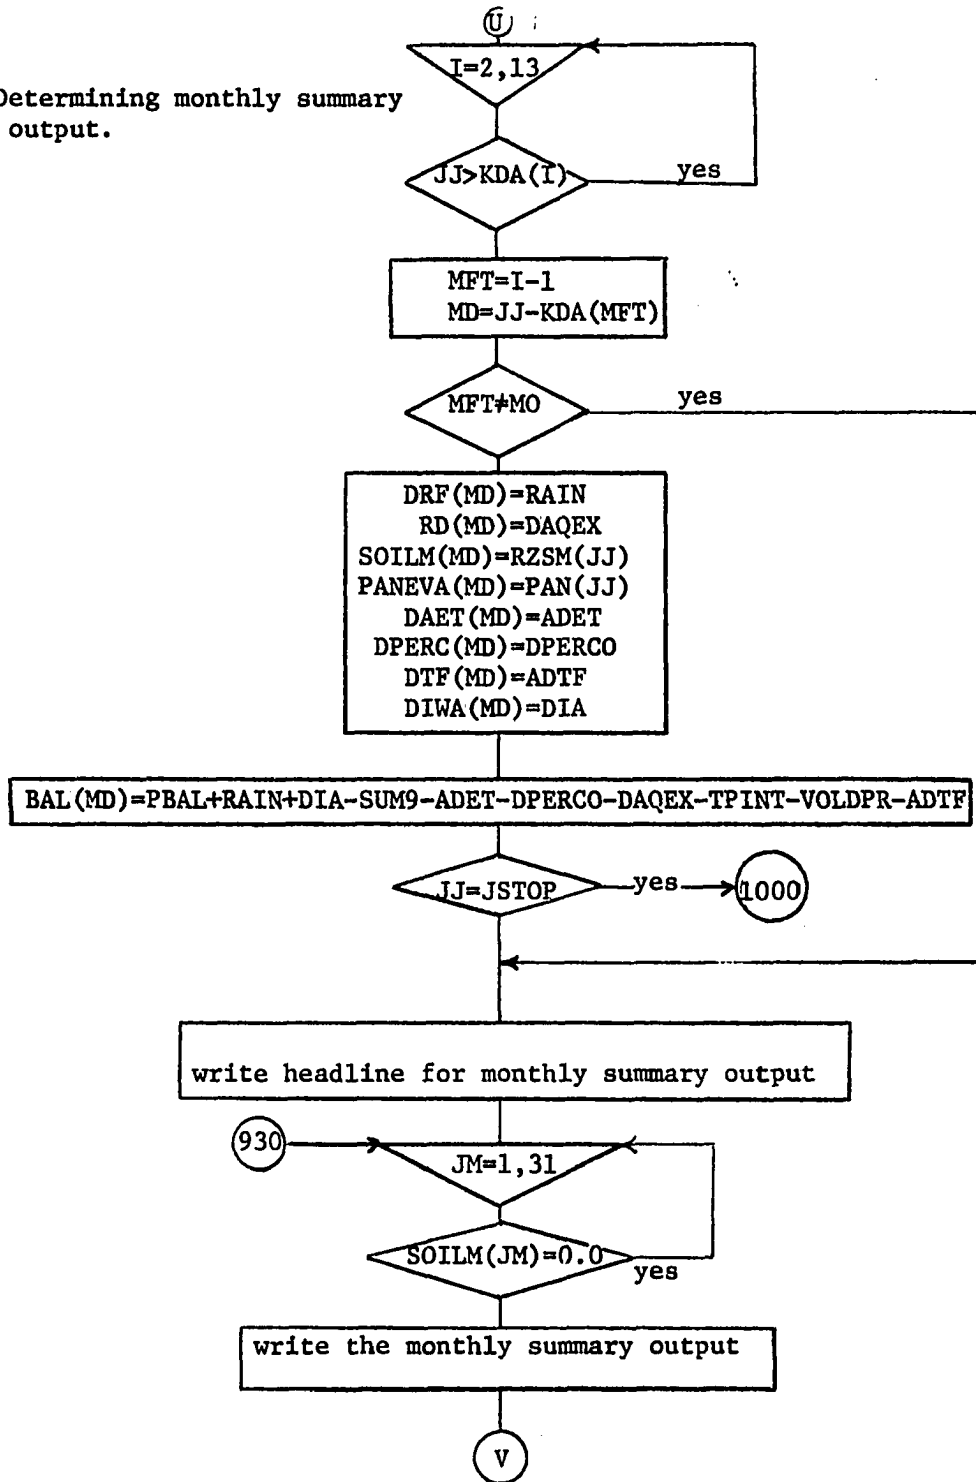 U
I=2,13
Determining monthly summary
output.
JJ>KDA(I)
yes
MFT=I-1
MD=JJ-KDA(MFT)
MFT≠MO
yes
DRF(MD)=RAIN
RD(MD)=DAQEX
SOILM(MD)=RZSM(JJ)
PANEVA(MD)=PAN(JJ)
DAET(MD)=ADET
DPERC(MD)=DPERCO
DTF(MD)=ADTF
DIWA(MD)=DIA
BAL(MD)=PBAL+RAIN+DIA-SUM9-ADET-DPERCO-DAQEX-TPINT-VOLDPR-ADTF
JJ=JSTOP
yes
1000
write headline for monthly summary output
930
JM=1,31
SOILM(JM)=0.0
yes
write the monthly summary output
V